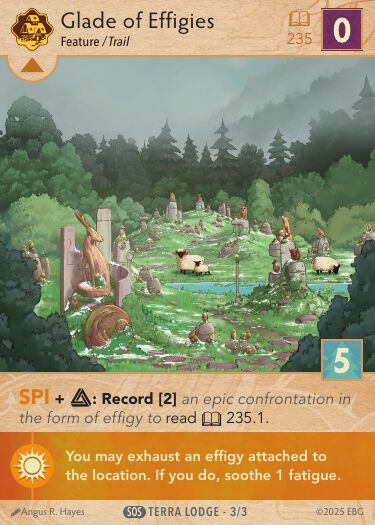 Glade of Effigies
Feature / Trail
235
0
5
SPI + : Record [2] an epic confrontation
in the form of effigy to read 235.1.
You may exhaust an effigy attached to
the location. If you do, soothe 1 fatigue.
Angus R. Hayes
SOS TERRA LODGE - 3/3
©2025 EBG